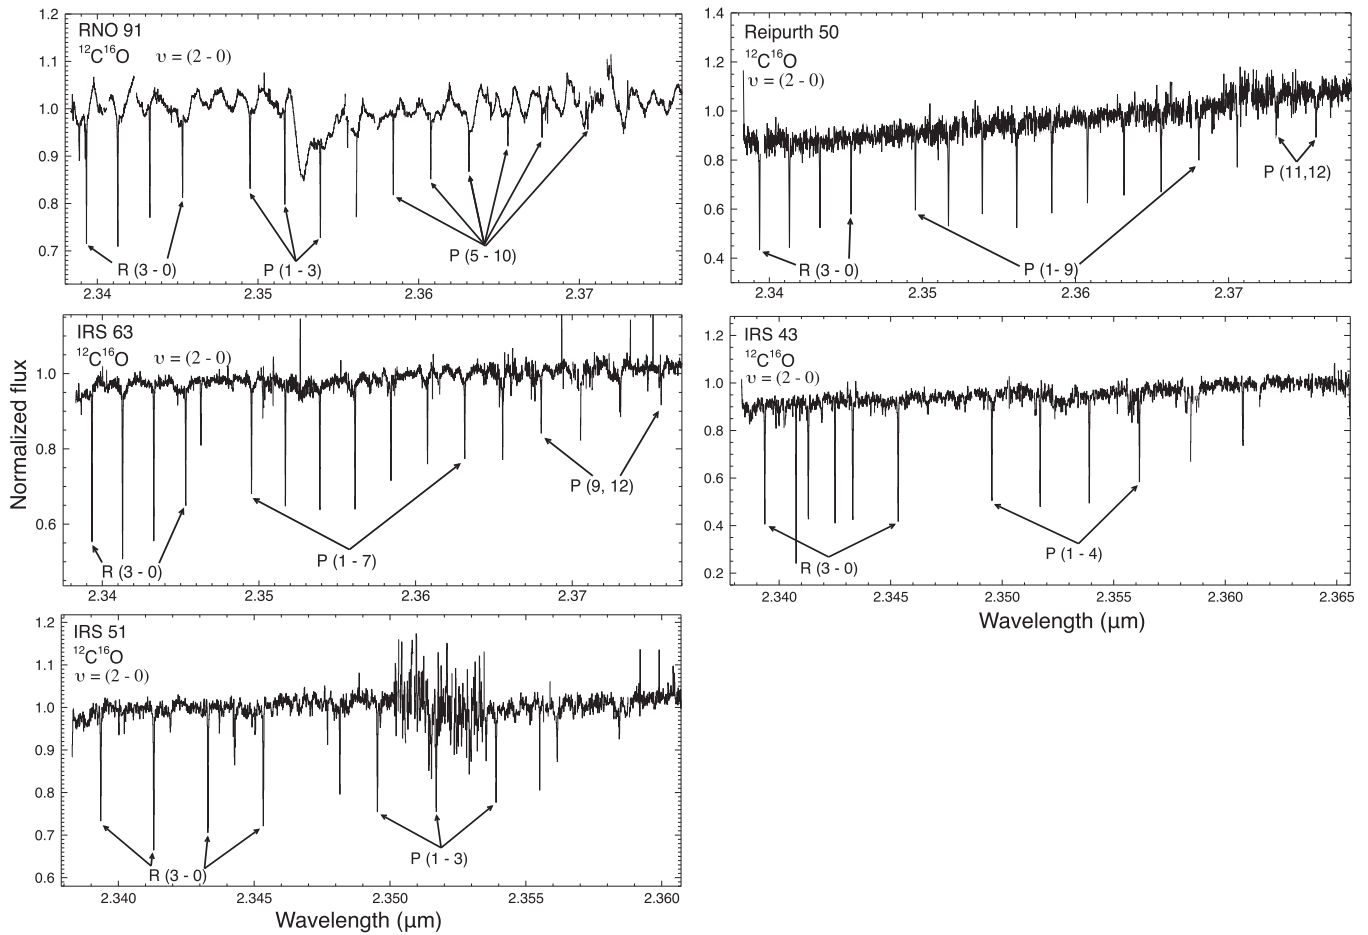 RNO 91
¹²C¹⁶O υ = (2 - 0)
1.2
1.1
1.0
0.9
0.8
0.7
R (3 - 0)
P (1 - 3)
P (5 - 10)
2.34
2.35
2.36
2.37
Reipurth 50
¹²C¹⁶O
υ = (2 - 0)
1.4
1.2
1.0
0.8
0.6
0.4
P (11,12)
R (3 - 0)
P (1- 9)
2.34
2.35
2.36
2.37
Normalized flux
IRS 63
¹²C¹⁶O υ = (2 - 0)
1.0
0.8
0.6
P (9, 12)
P (1 - 7)
R (3 - 0)
2.34
2.35
2.36
2.37
IRS 43
¹²C¹⁶O
υ = (2 - 0)
1.2
1.0
0.8
0.6
0.4
0.2
P (1 - 4)
R (3 - 0)
2.340
2.345
2.350
2.355
2.360
2.365
Wavelength (μm)
IRS 51
¹²C¹⁶O
υ = (2 - 0)
1.2
1.1
1.0
0.9
0.8
0.7
0.6
P (1 - 3)
R (3 - 0)
2.340
2.345
2.350
2.355
2.360
Wavelength (μm)